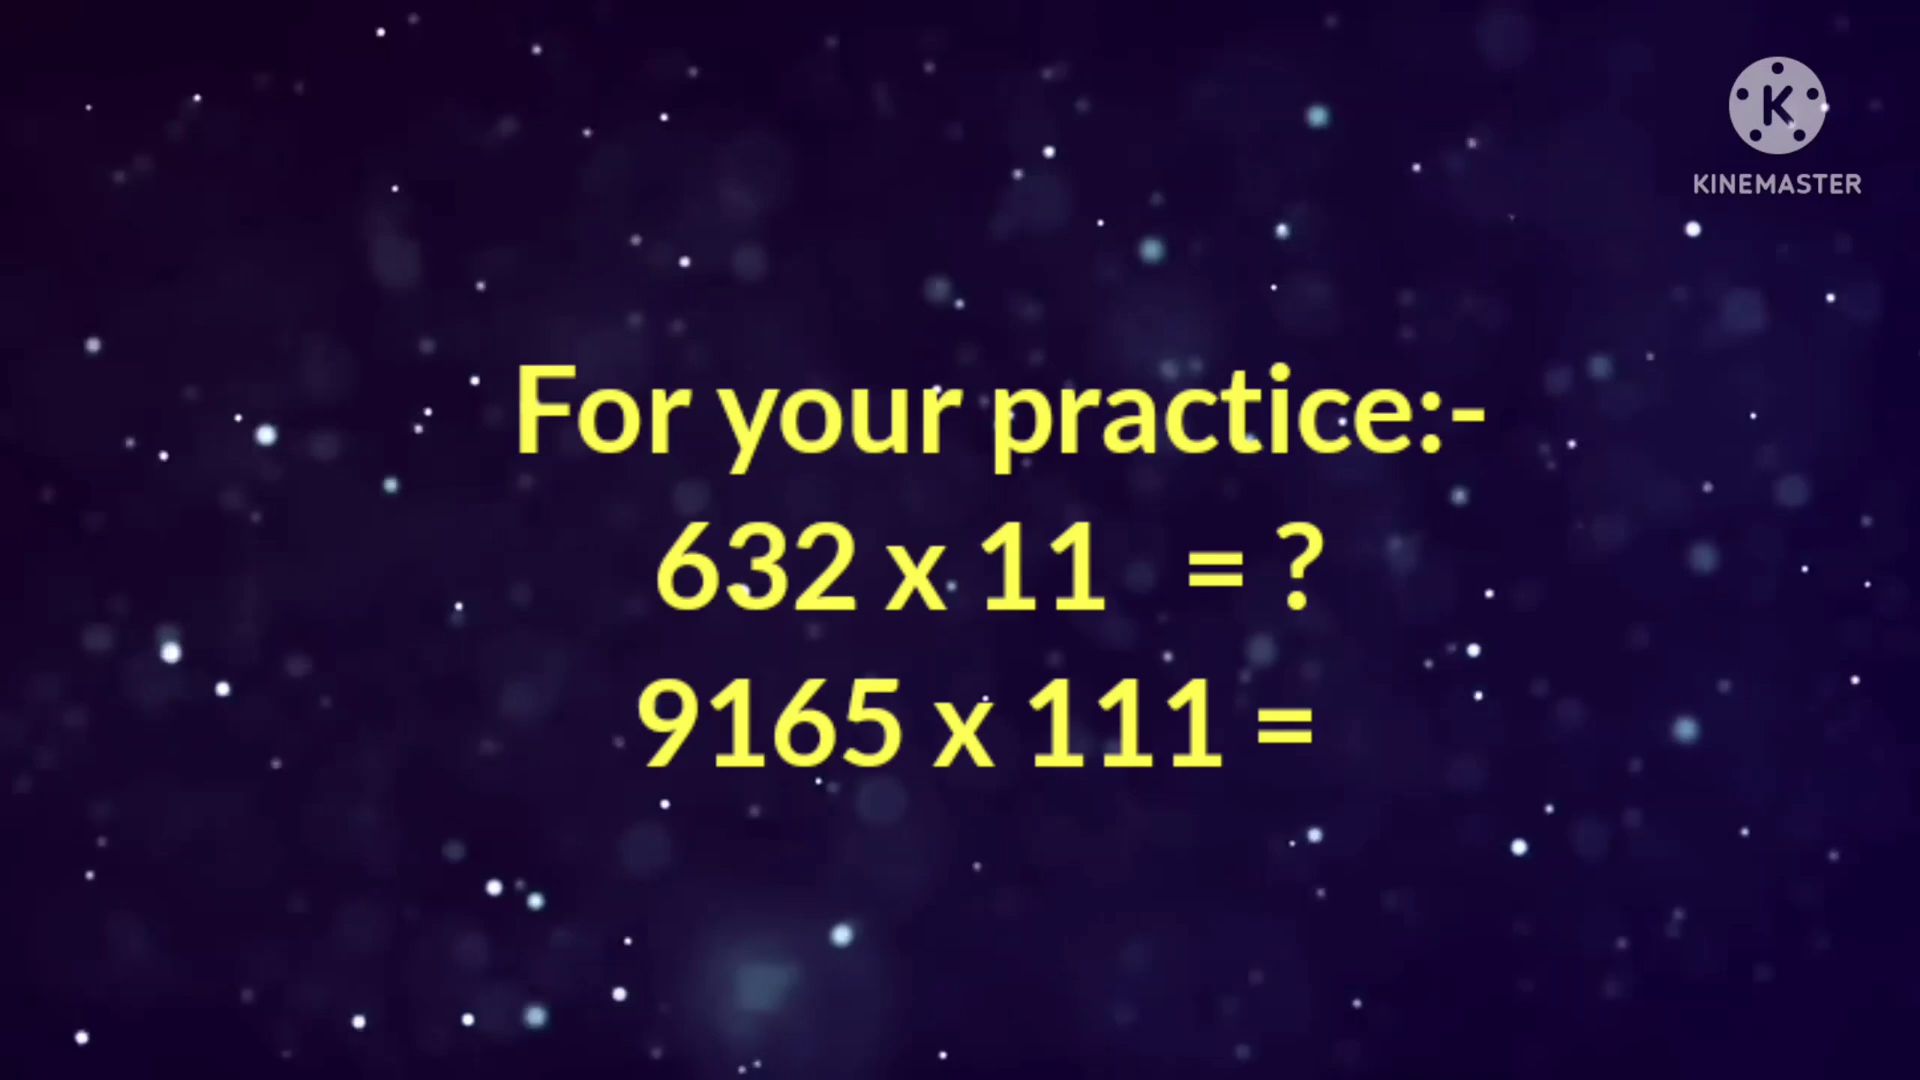 KINEMASTER
For your practice:-
632 x 11 = ?
9165 x 111 =